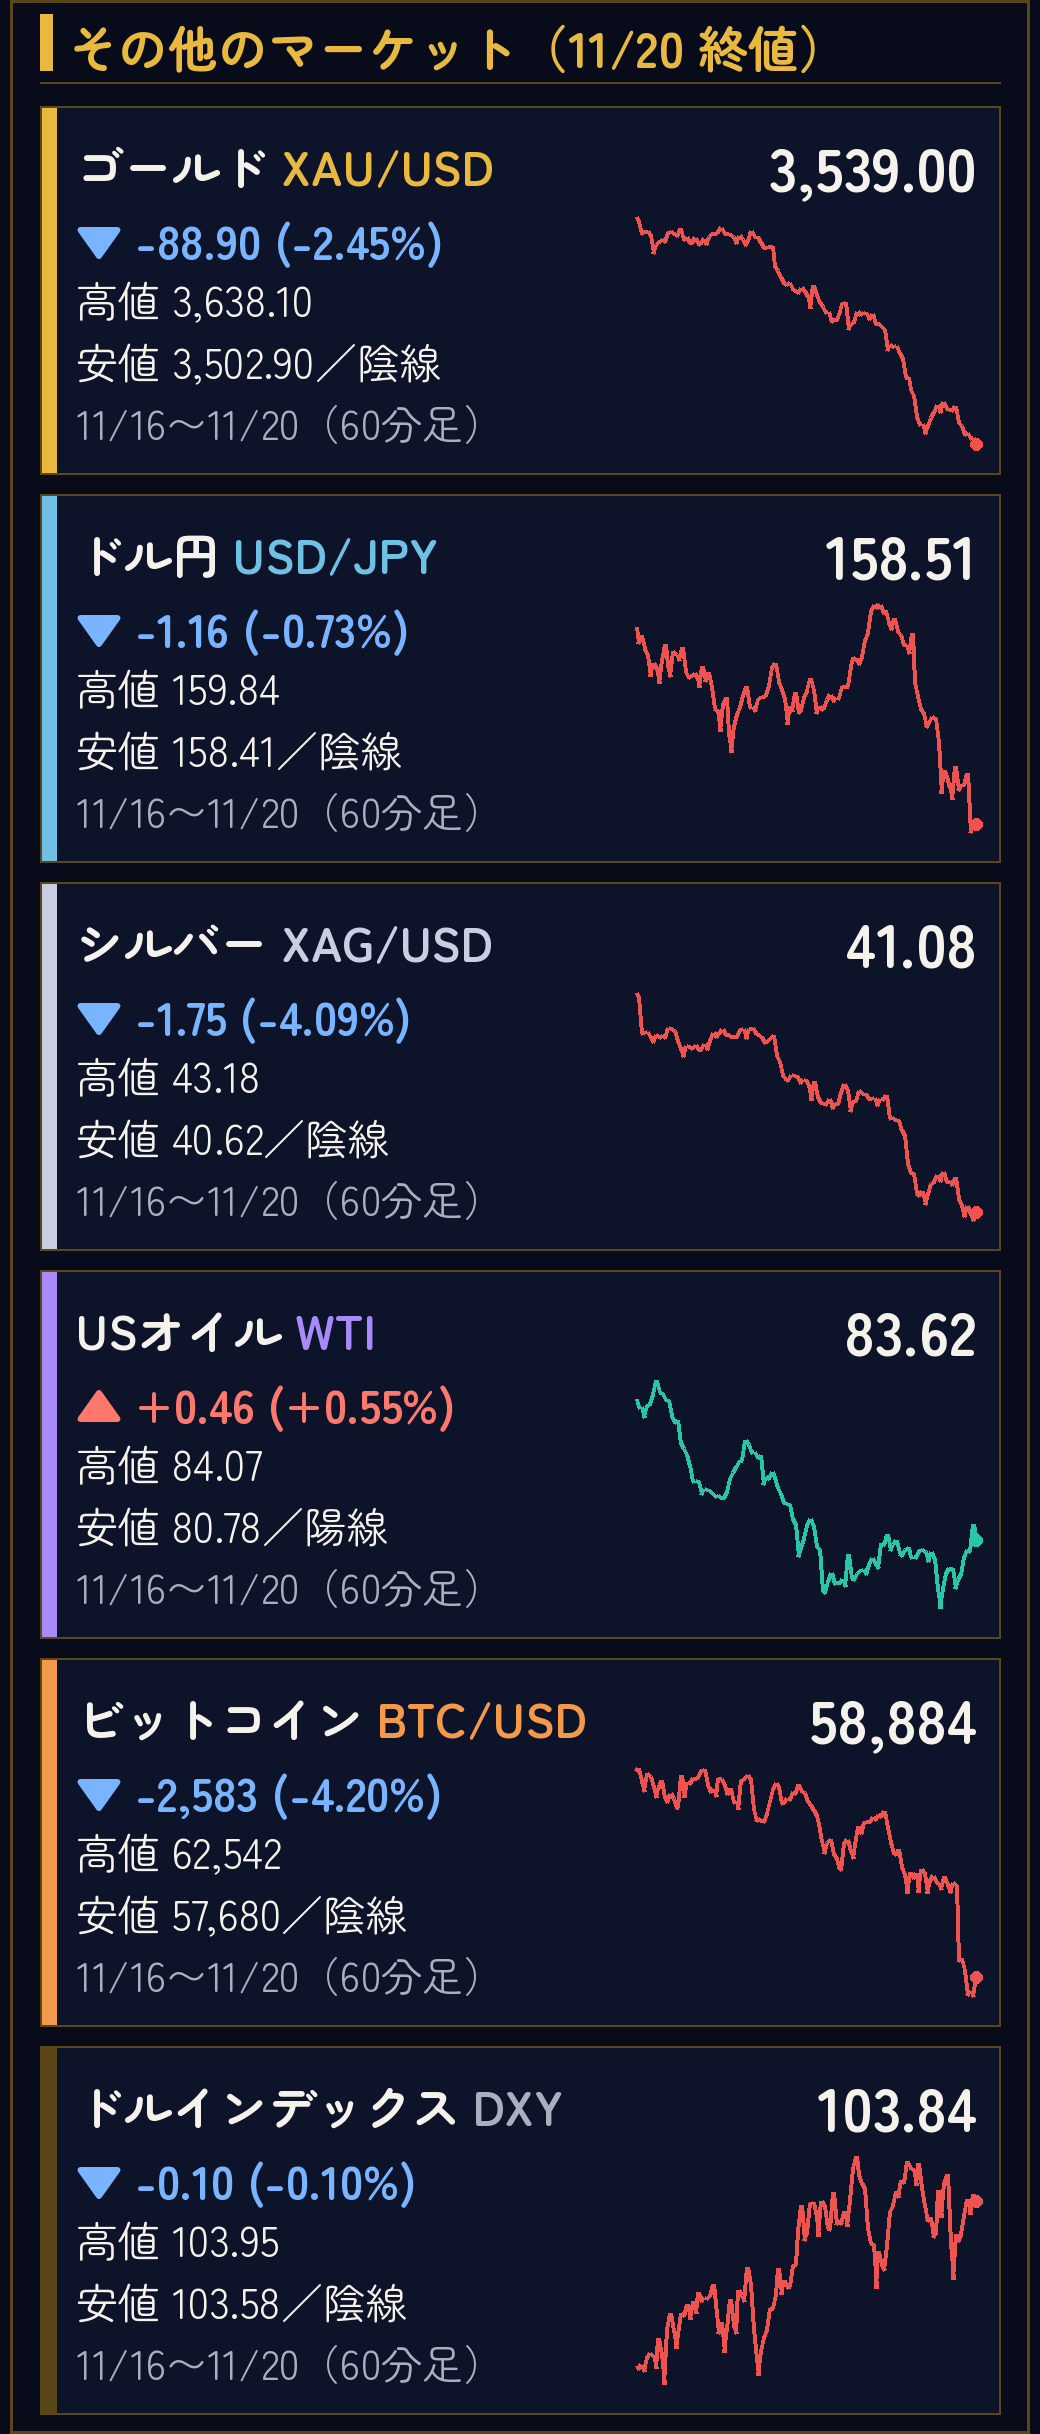 その他のマーケット（11/20 終値）
ゴールド XAU/USD 3,539.00
▼ -88.90 (-2.45%)
高値 3,638.10
安値 3,502.90／陰線
11/16～11/20（60分足）
ドル円 USD/JPY 158.51
▼ -1.16 (-0.73%)
高値 159.84
安値 158.41／陰線
11/16～11/20（60分足）
シルバー XAG/USD 41.08
▼ -1.75 (-4.09%)
高値 43.18
安値 40.62／陰線
11/16～11/20（60分足）
USオイル WTI 83.62
▲ +0.46 (+0.55%)
高値 84.07
安値 80.78／陽線
11/16～11/20（60分足）
ビットコイン BTC/USD 58,884
▼ -2,583 (-4.20%)
高値 62,542
安値 57,680／陰線
11/16～11/20（60分足）
ドルインデックス DXY 103.84
▼ -0.10 (-0.10%)
高値 103.95
安値 103.58／陰線
11/16～11/20（60分足）